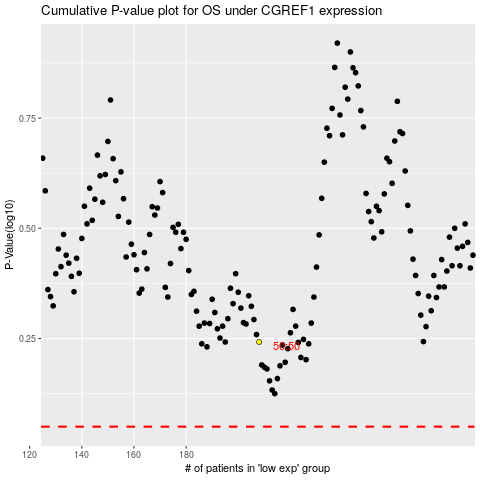 Cumulative P-value plot for OS under CGREF1 expression
P-Value(log10)
0.75
0.50
0.25
50:50
120
140
160
180
# of patients in 'low exp' group